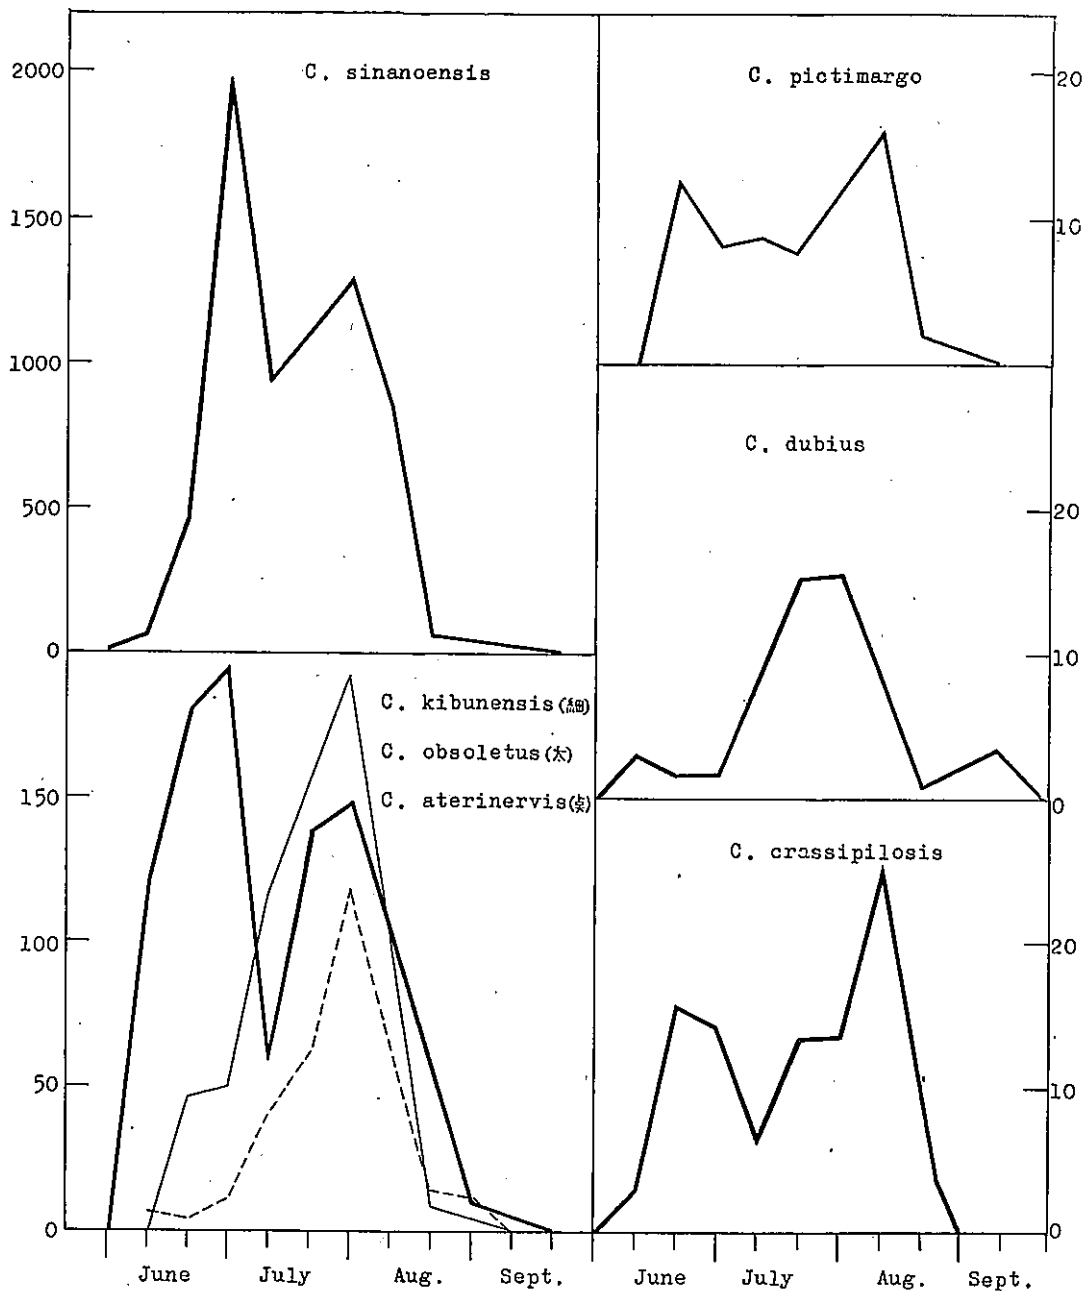 C. sinanoensis
2000
1500
1000
500
0
C. pictimargo
20
10
C. dubius
20
10
0
C. kibunensis(細)
C. obsoletus(太)
C. aterinervis(点)
150
100
50
0
C. crassipilosis
20
10
0
June July Aug. Sept.
June July Aug. Sept.